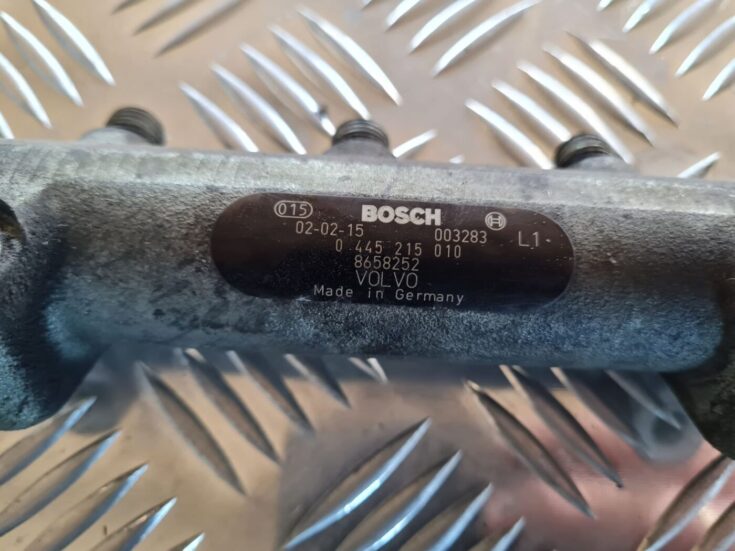 015 BOSCH
02-02-15 003283 L1
0 445 215 010
8658252
VOLVO
Made in Germany